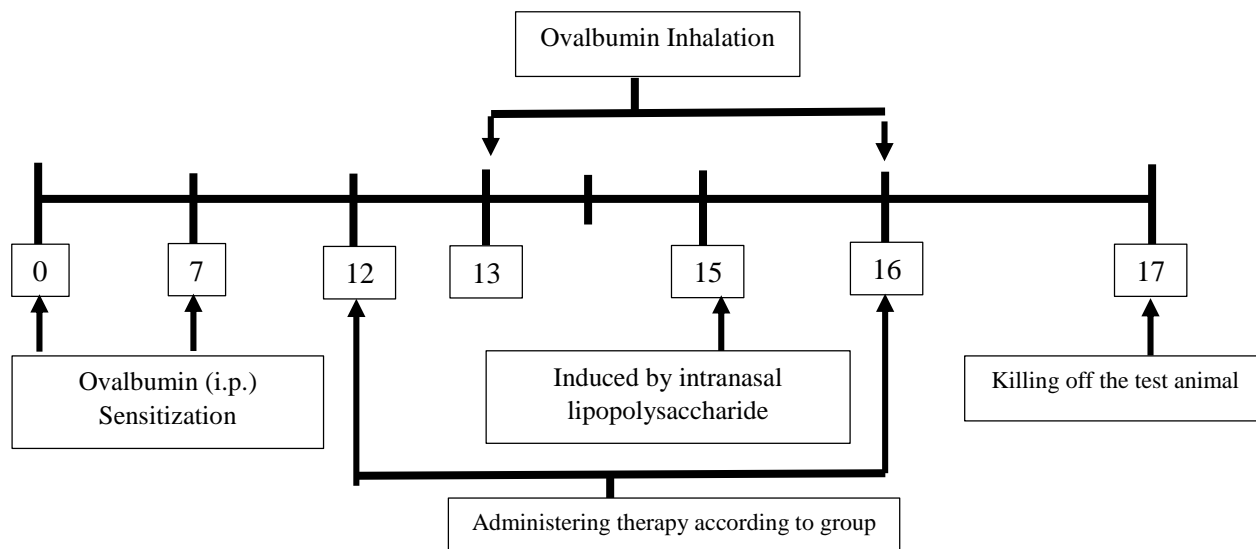 Ovalbumin Inhalation
0
7
12
13
15
16
17
Ovalbumin (i.p.)
Sensitization
Induced by intranasal
lipopolysaccharide
Killing off the test animal
Administering therapy according to group